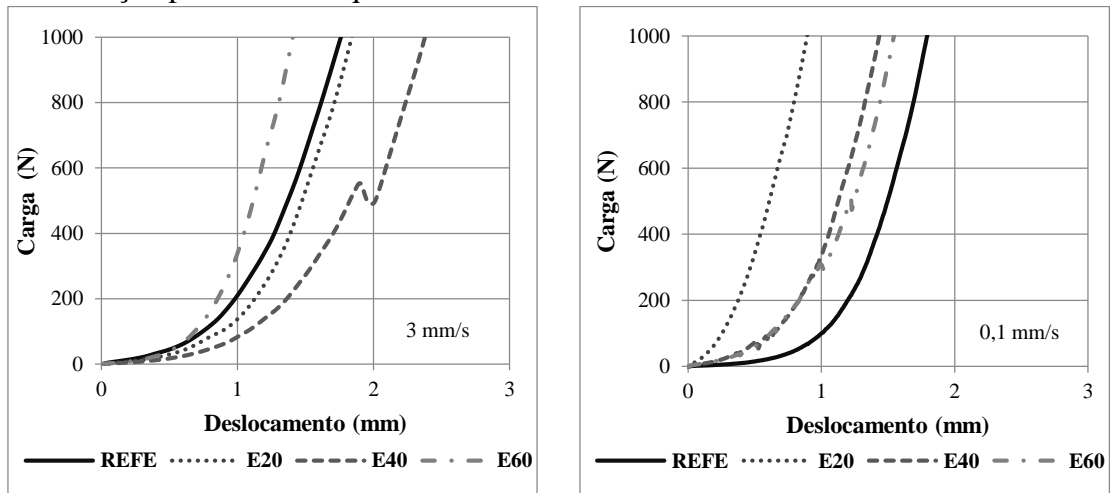 1000
800
600
400
200
0
Carga (N)
3 mm/s
0
1
2
3
Deslocamento (mm)
REFE
E20
E40
E60
1000
800
600
400
200
0
Carga (N)
0,1 mm/s
0
1
2
3
Deslocamento (mm)
REFE
E20
E40
E60